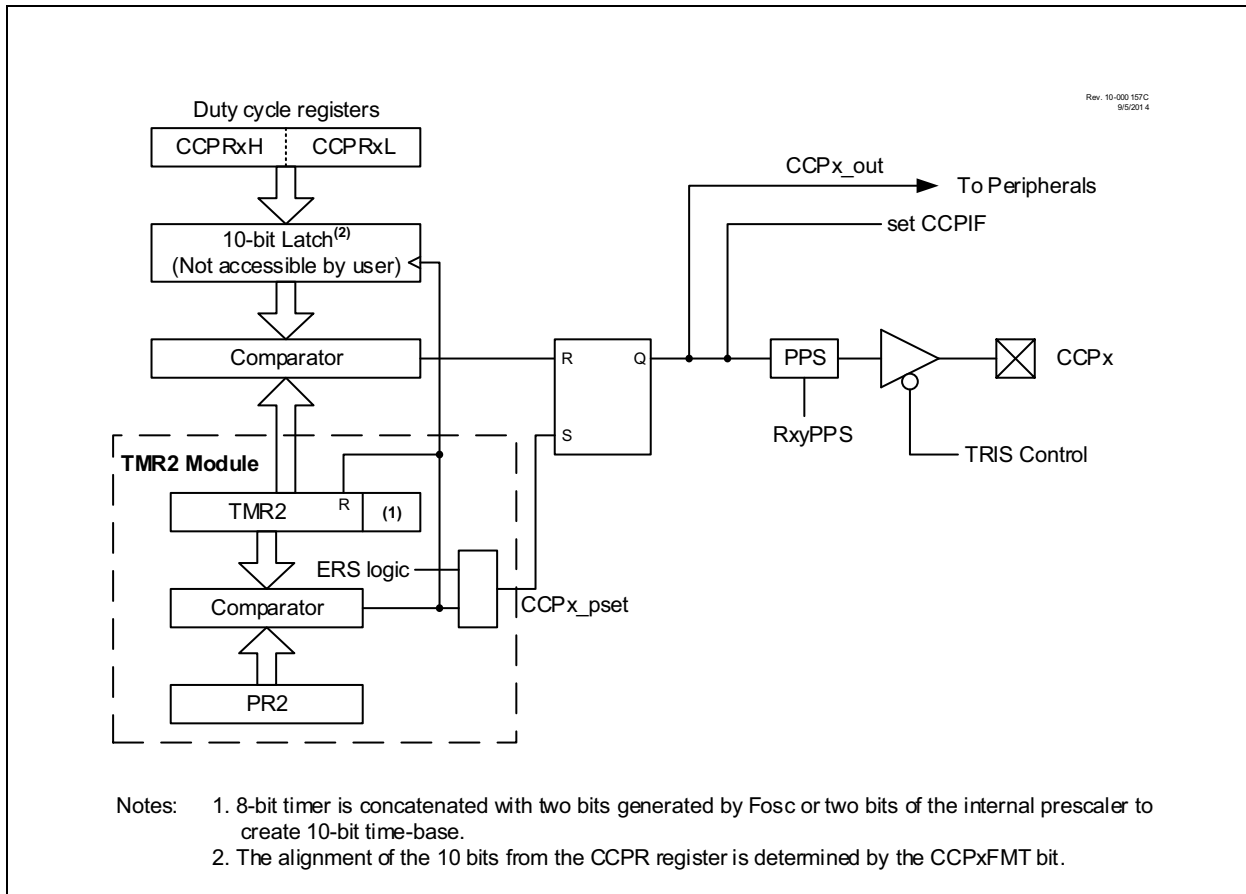 Rev. 10-000 157C
9/5/2014
Duty cycle registers
CCPRxH
CCPRxL
CCPx_out
To Peripherals
set CCPIF
10-bit Latch(2)
(Not accessible by user)
Comparator
R
Q
S
PPS
CCPx
RxyPPS
TRIS Control
TMR2 Module
TMR2
R
(1)
ERS logic
CCPx_pset
Comparator
PR2
Notes: 1. 8-bit timer is concatenated with two bits generated by Fosc or two bits of the internal prescaler to
create 10-bit time-base.
2. The alignment of the 10 bits from the CCPR register is determined by the CCPxFMT bit.